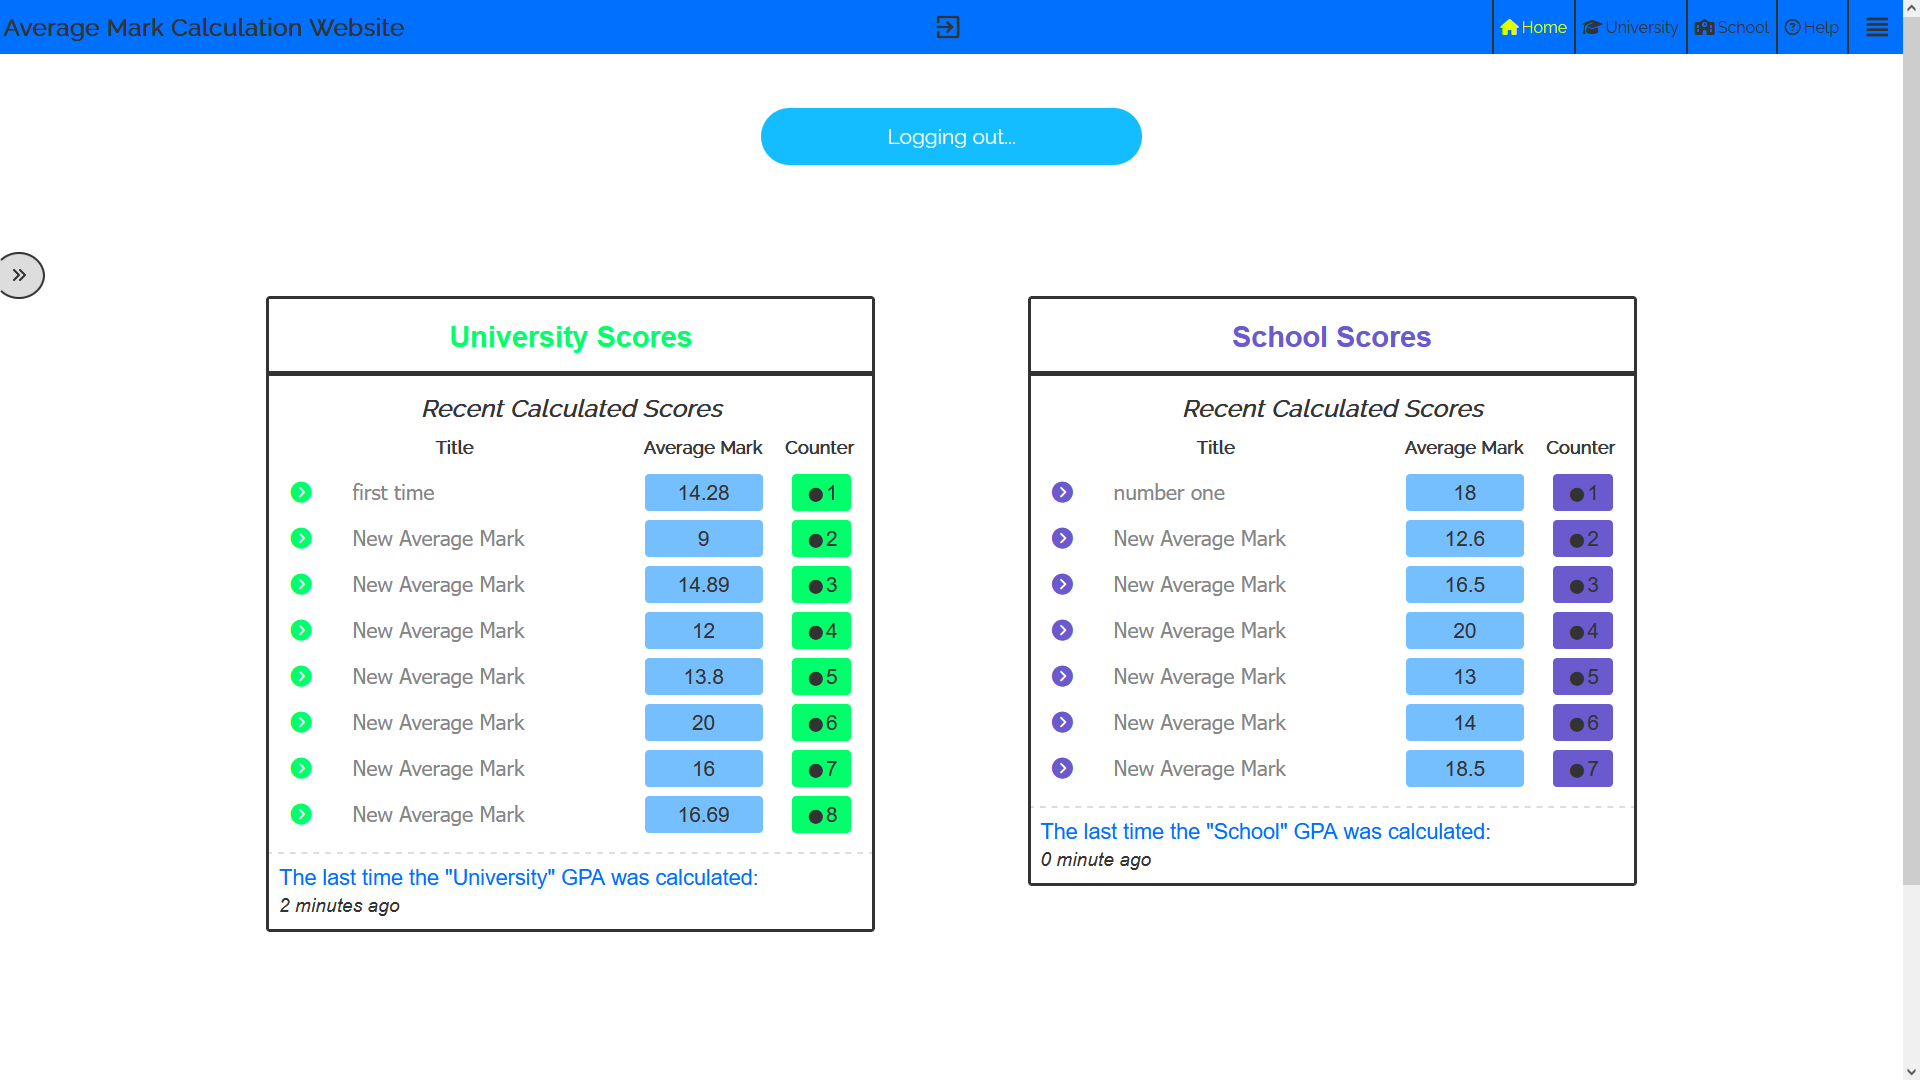 Average Mark Calculation Website
Home University School Help
Logging out...
University Scores
Recent Calculated Scores
Title Average Mark Counter
first time 14.28 1
New Average Mark 9 2
New Average Mark 14.89 3
New Average Mark 12 4
New Average Mark 13.8 5
New Average Mark 20 6
New Average Mark 16 7
New Average Mark 16.69 8
The last time the "University" GPA was calculated:
2 minutes ago
School Scores
Recent Calculated Scores
Title Average Mark Counter
number one 18 1
New Average Mark 12.6 2
New Average Mark 16.5 3
New Average Mark 20 4
New Average Mark 13 5
New Average Mark 14 6
New Average Mark 18.5 7
The last time the "School" GPA was calculated:
0 minute ago